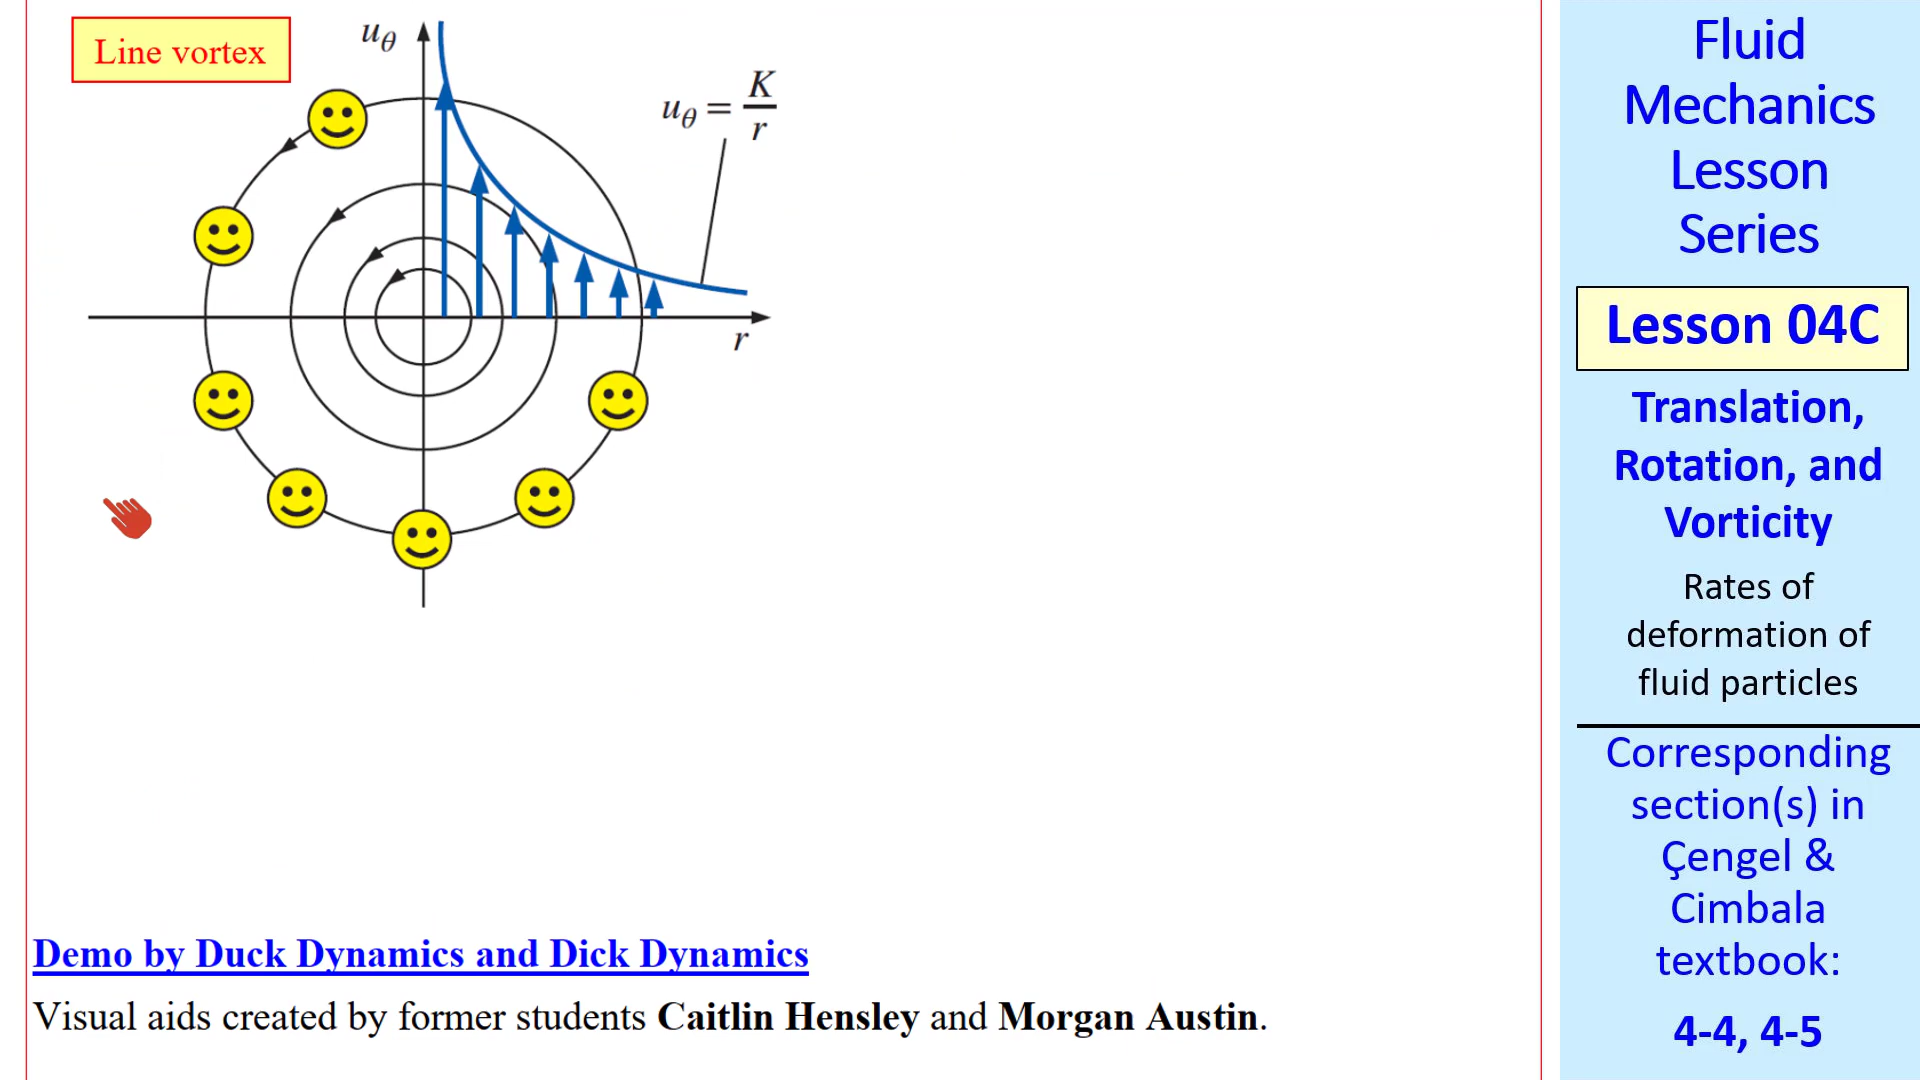 Line vortex
uθ
uθ = K/r
r
Demo by Duck Dynamics and Dick Dynamics
Visual aids created by former students Caitlin Hensley and Morgan Austin.
Fluid
Mechanics
Lesson
Series
Lesson 04C
Translation,
Rotation, and
Vorticity
Rates of
deformation of
fluid particles
Corresponding
section(s) in
Çengel &
Cimbala
textbook:
4-4, 4-5